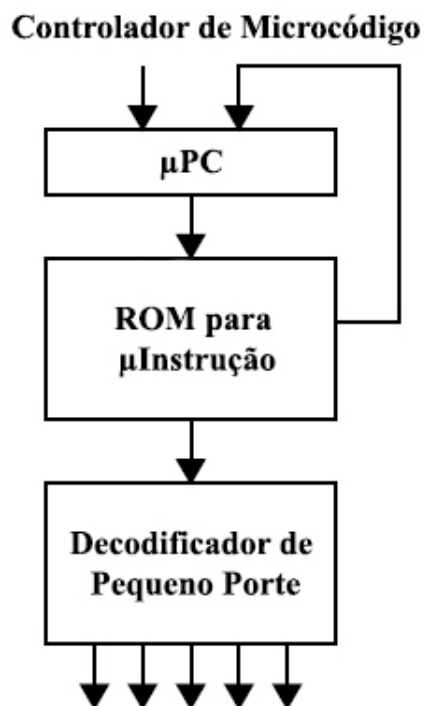 Controlador de Microcódigo
μPC
ROM para
μInstrução
Decodificador de
Pequeno Porte